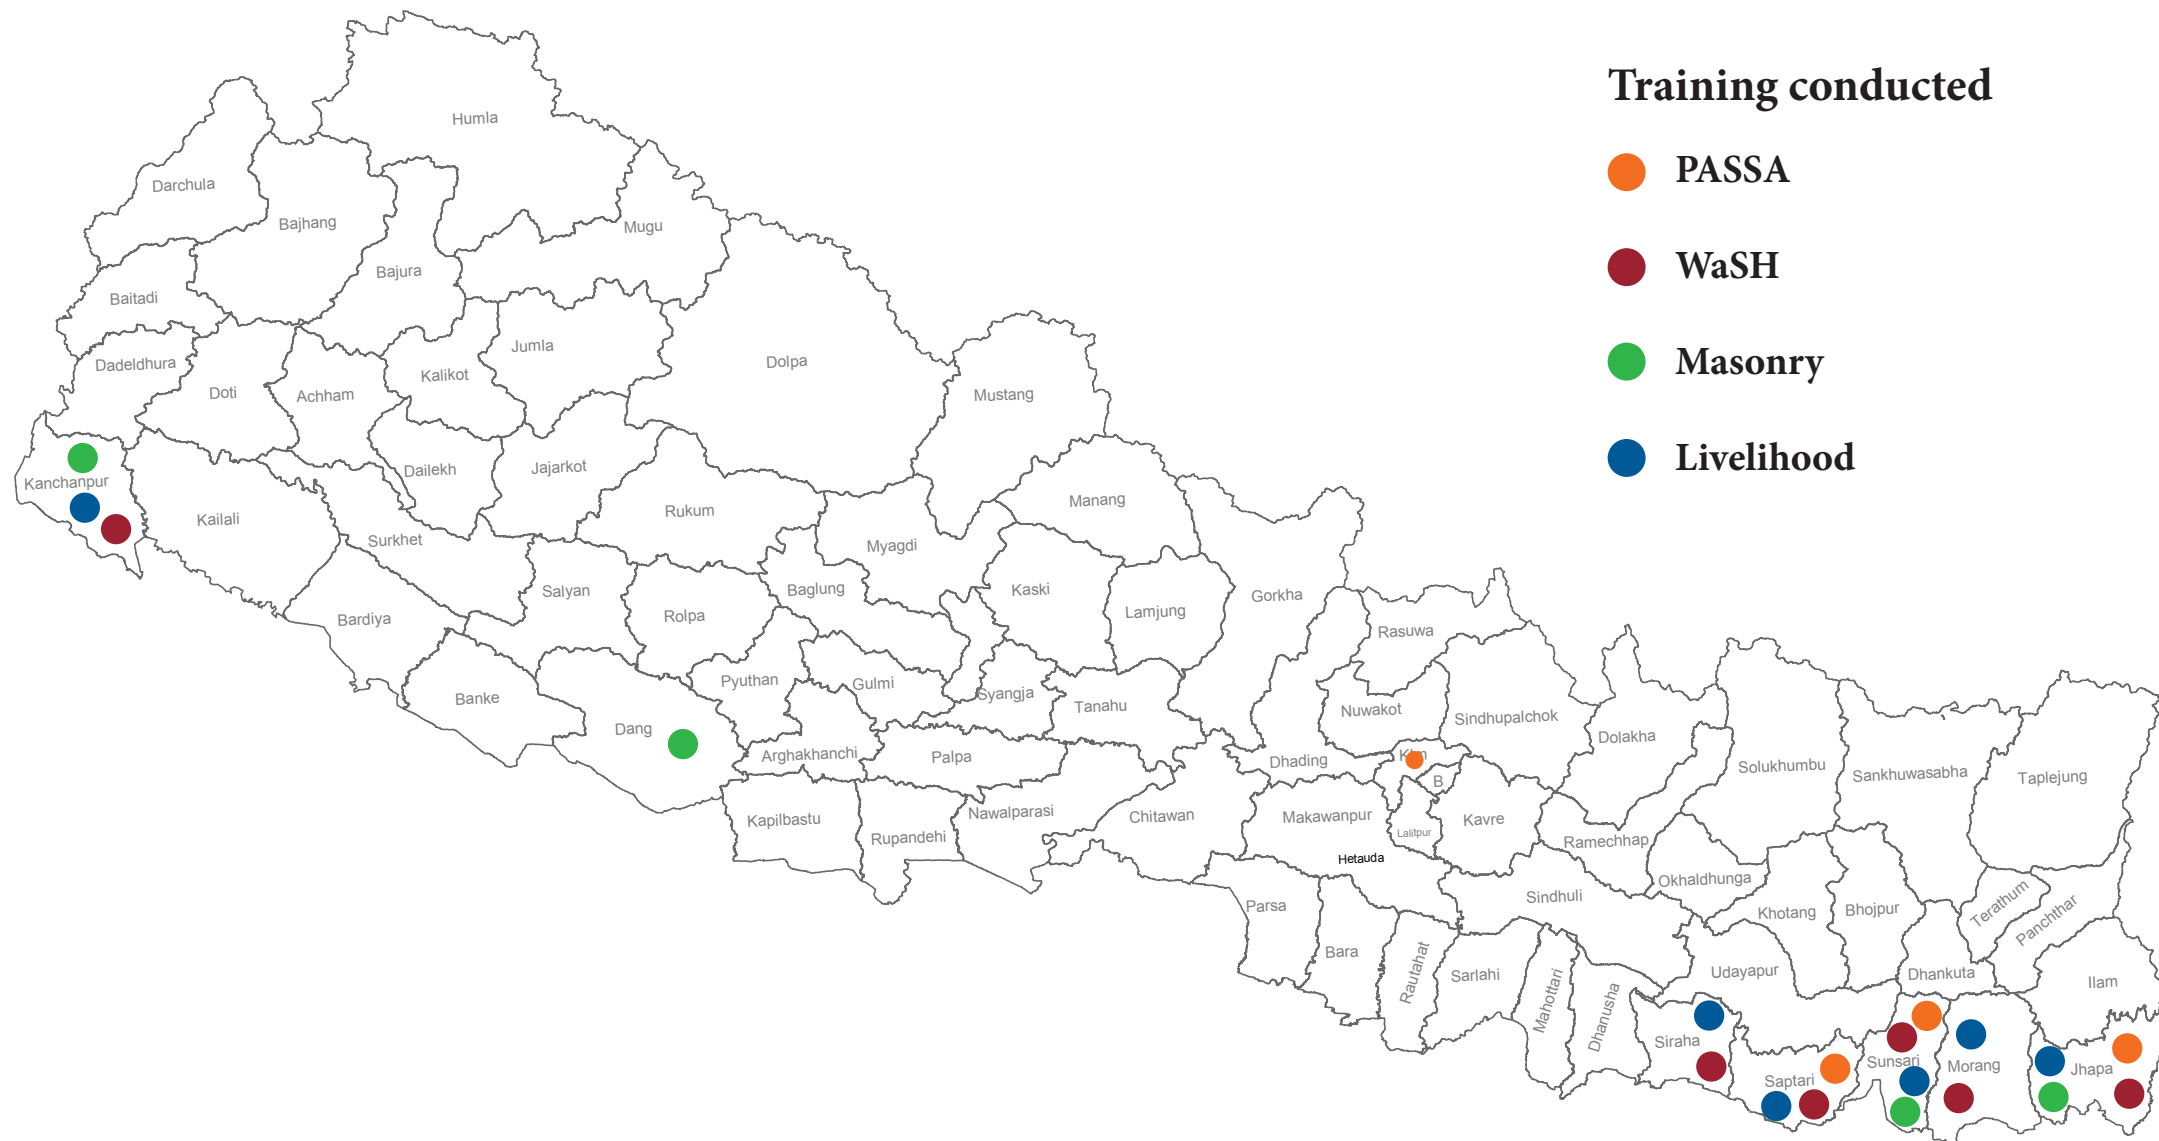 Training conducted
PASSA
WaSH
Masonry
Livelihood
Humla
Darchula
Bajhang
Mugu
Bajura
Baitadi
Dadeldhura
Jumla
Dolpa
Kalikot
Doti
Achham
Mustang
Dailekh
Jajarkot
Kanchanpur
Manang
Kailali
Rukum
Surkhet
Myagdi
Salyan
Baglung
Kaski
Gorkha
Lamjung
Bardiya
Rolpa
Rasuwa
Pyuthan
Gulmi
Syangja
Tanahu
Banke
Nuwakot
Sindhupalchok
Dang
Dolakha
Arghakhanchi
Palpa
Dhading
B
Solukhumbu
Sankhuwasabha
Taplejung
Kapilbastu
Nawalparasi
Chitawan
Makawanpur
Kavre
Rupandehi
Lalitpur
Ramechhap
Hetauda
Okhaldhunga
Sindhuli
Parsa
Khotang
Bhojpur
Terathum
Panchthar
Bara
Rautahat
Sarlahi
Mahottari
Dhanusha
Udayapur
Dhankuta
Ilam
Siraha
Saptari
Sunsari
Morang
Jhapa